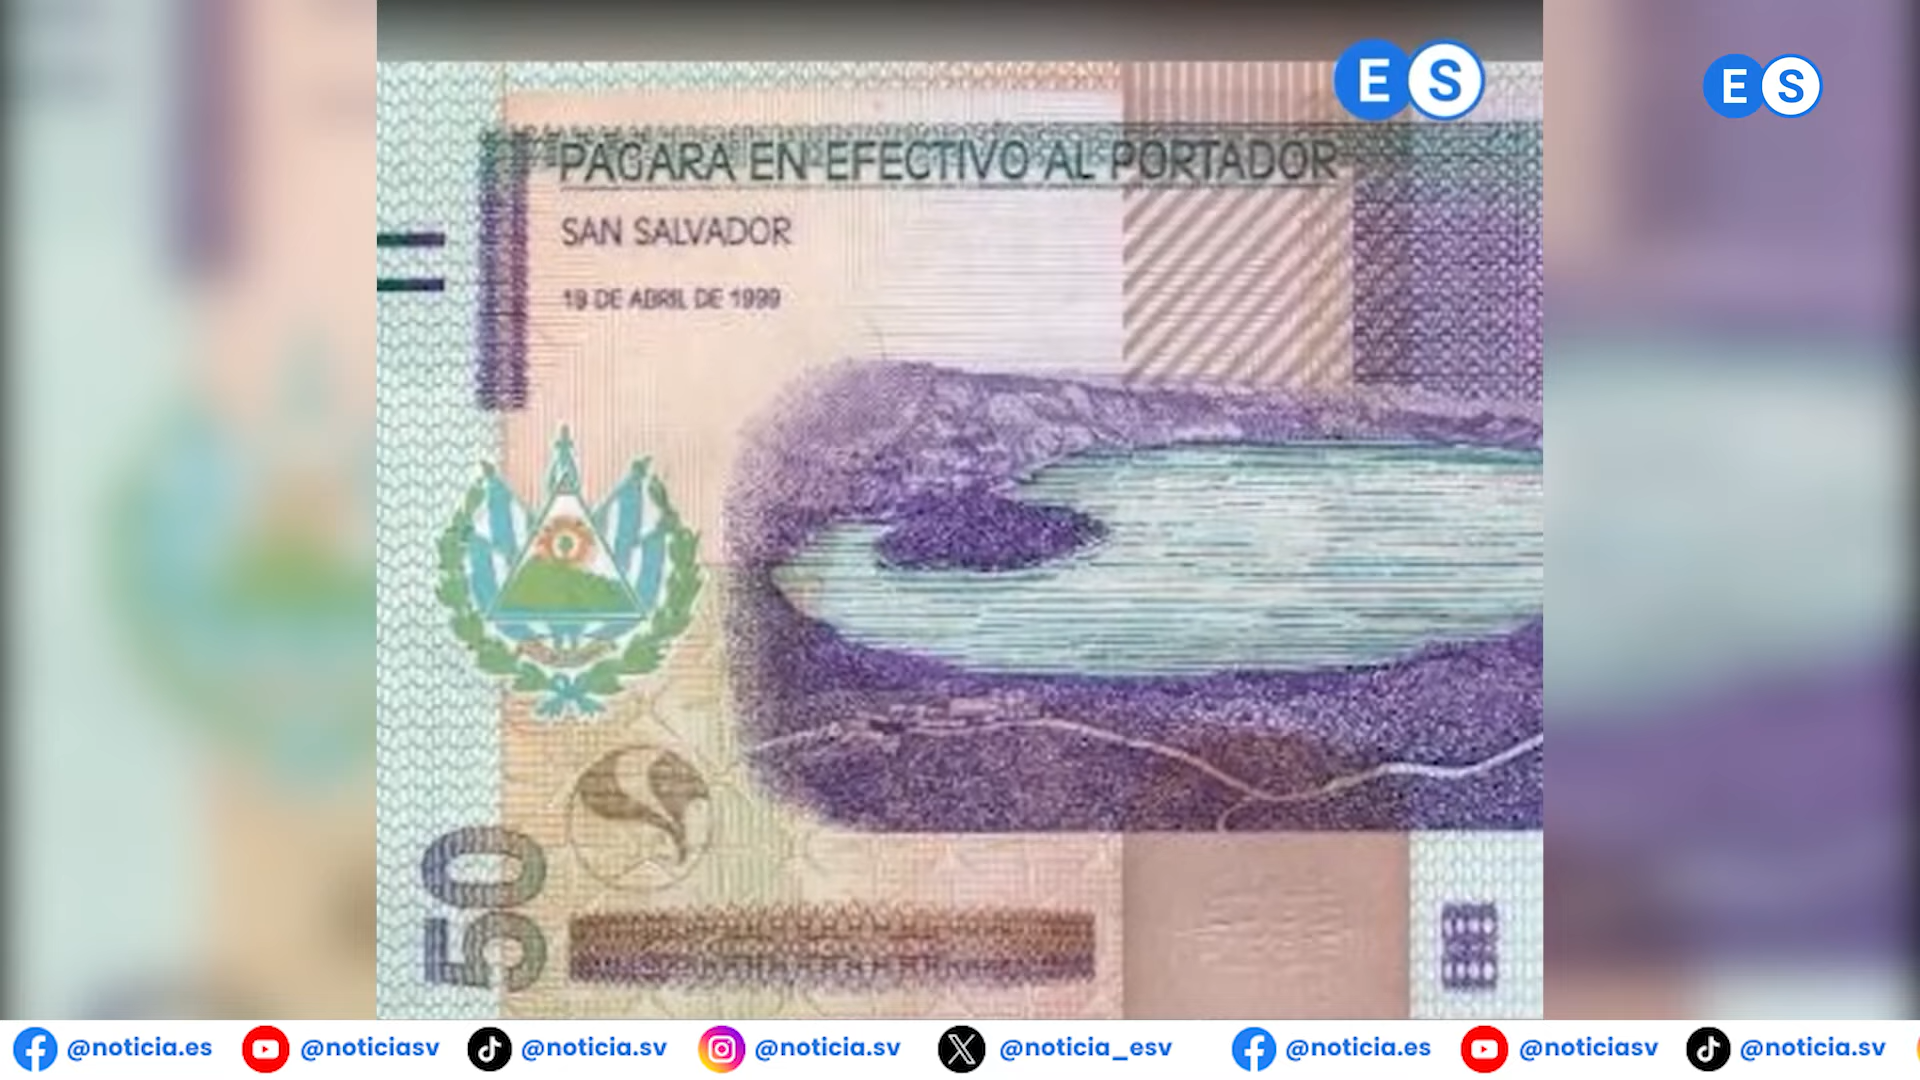 ES
ES
PAGARA EN EFECTIVO AL PORTADOR
SAN SALVADOR
19 DE ABRIL DE 1999
50
@noticia.es @noticiasv @noticia.sv @noticia.sv @noticia_esv @noticia.es @noticiasv @noticia.sv